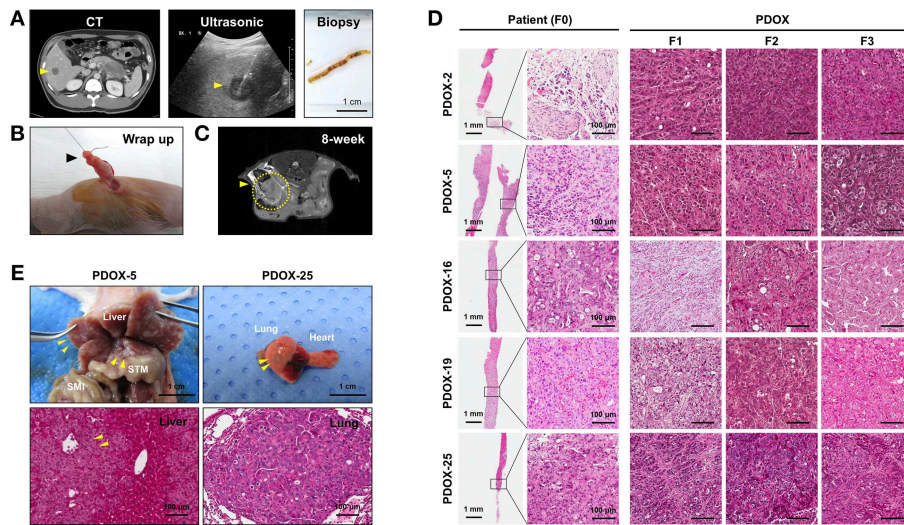 A
CT
Ultrasonic
Biopsy
1 cm
B
Wrap up
C
8-week
D
Patient (F0)
PDOX
F1
F2
F3
PDOX-2
1 mm
100 µm
PDOX-5
1 mm
100 µm
PDOX-16
1 mm
100 µm
PDOX-19
1 mm
100 µm
PDOX-25
1 mm
100 µm
E
PDOX-5
PDOX-25
Liver
STM
SMI
1 cm
Lung
Heart
1 cm
Liver
100 µm
Lung
100 µm